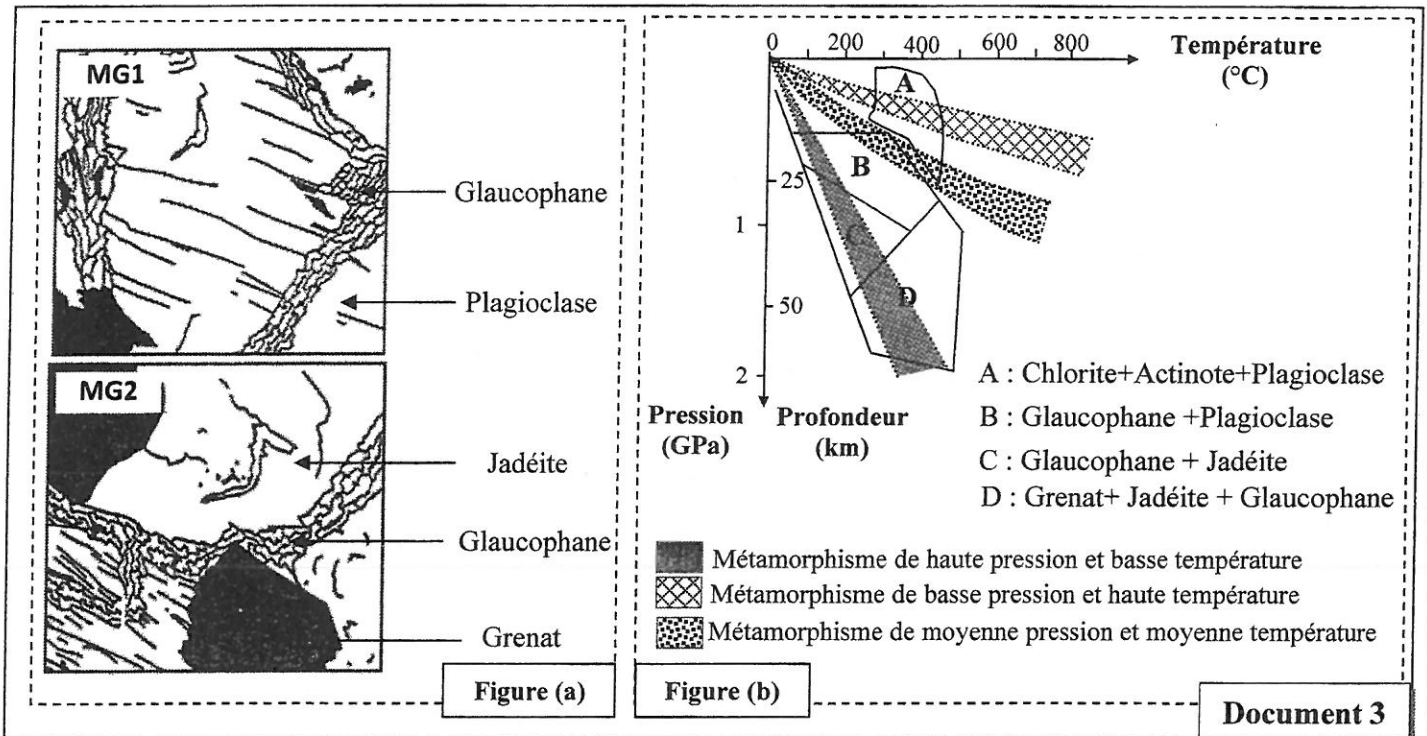 MG1
Glaucophane
Plagioclase
MG2
Jadéite
Glaucophane
Grenat
Figure (a)
0 200 400 600 800
Température
(°C)
A
B
25
1
C
D
50
2
Pression
(GPa)
Profondeur
(km)
A : Chlorite+Actinote+Plagioclase
B : Glaucophane +Plagioclase
C : Glaucophane + Jadéite
D : Grenat+ Jadéite + Glaucophane
Métamorphisme de haute pression et basse température
Métamorphisme de basse pression et haute température
Métamorphisme de moyenne pression et moyenne température
Figure (b)
Document 3